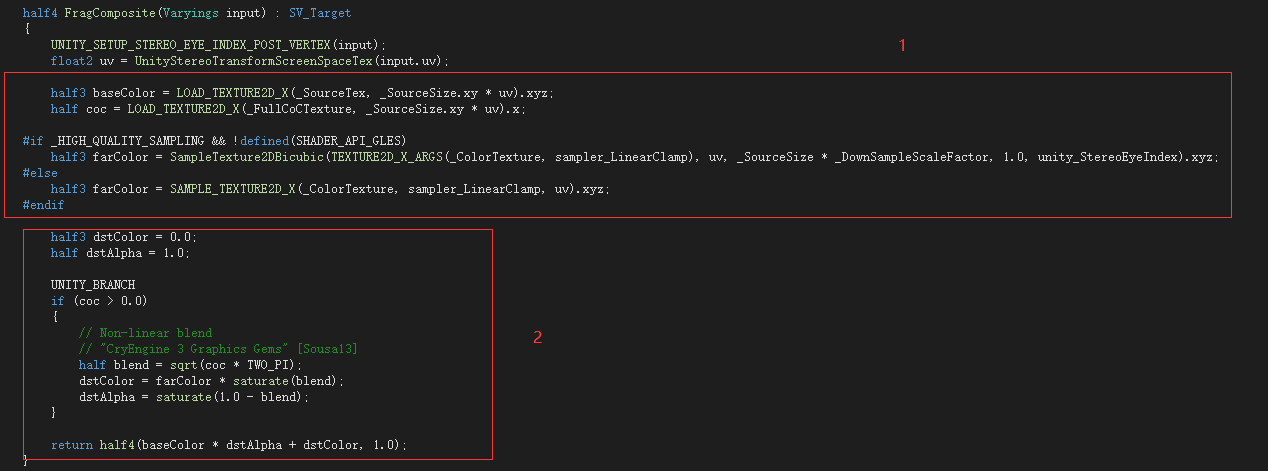 half4 FragComposite(Varyings input) : SV_Target
{
    UNITY_SETUP_STEREO_EYE_INDEX_POST_VERTEX(input);
1
    float2 uv = UnityStereoTransformScreenSpaceTex(input.uv);
    half3 baseColor = LOAD_TEXTURE2D_X(_SourceTex, _SourceSize.xy * uv).xyz;
    half coc = LOAD_TEXTURE2D_X(_FullCoCTexture, _SourceSize.xy * uv).x;
#if _HIGH_QUALITY_SAMPLING && !defined(SHADER_API_GLES)
    half3 farColor = SampleTexture2DBicubic(TEXTURE2D_X_ARGS(_ColorTexture, sampler_LinearClamp), uv, _SourceSize * _DownSampleScaleFactor, 1.0, unity_StereoEyeIndex).xyz;
#else
    half3 farColor = SAMPLE_TEXTURE2D_X(_ColorTexture, sampler_LinearClamp, uv).xyz;
#endif
    half3 dstColor = 0.0;
    half dstAlpha = 1.0;
    UNITY_BRANCH
    if (coc > 0.0)
    {
        // Non-linear blend
2
        // "CryEngine 3 Graphics Gems" [Sousa13]
        half blend = sqrt(coc * TWO_PI);
        dstColor = farColor * saturate(blend);
        dstAlpha = saturate(1.0 - blend);
    }
    return half4(baseColor * dstAlpha + dstColor, 1.0);
}